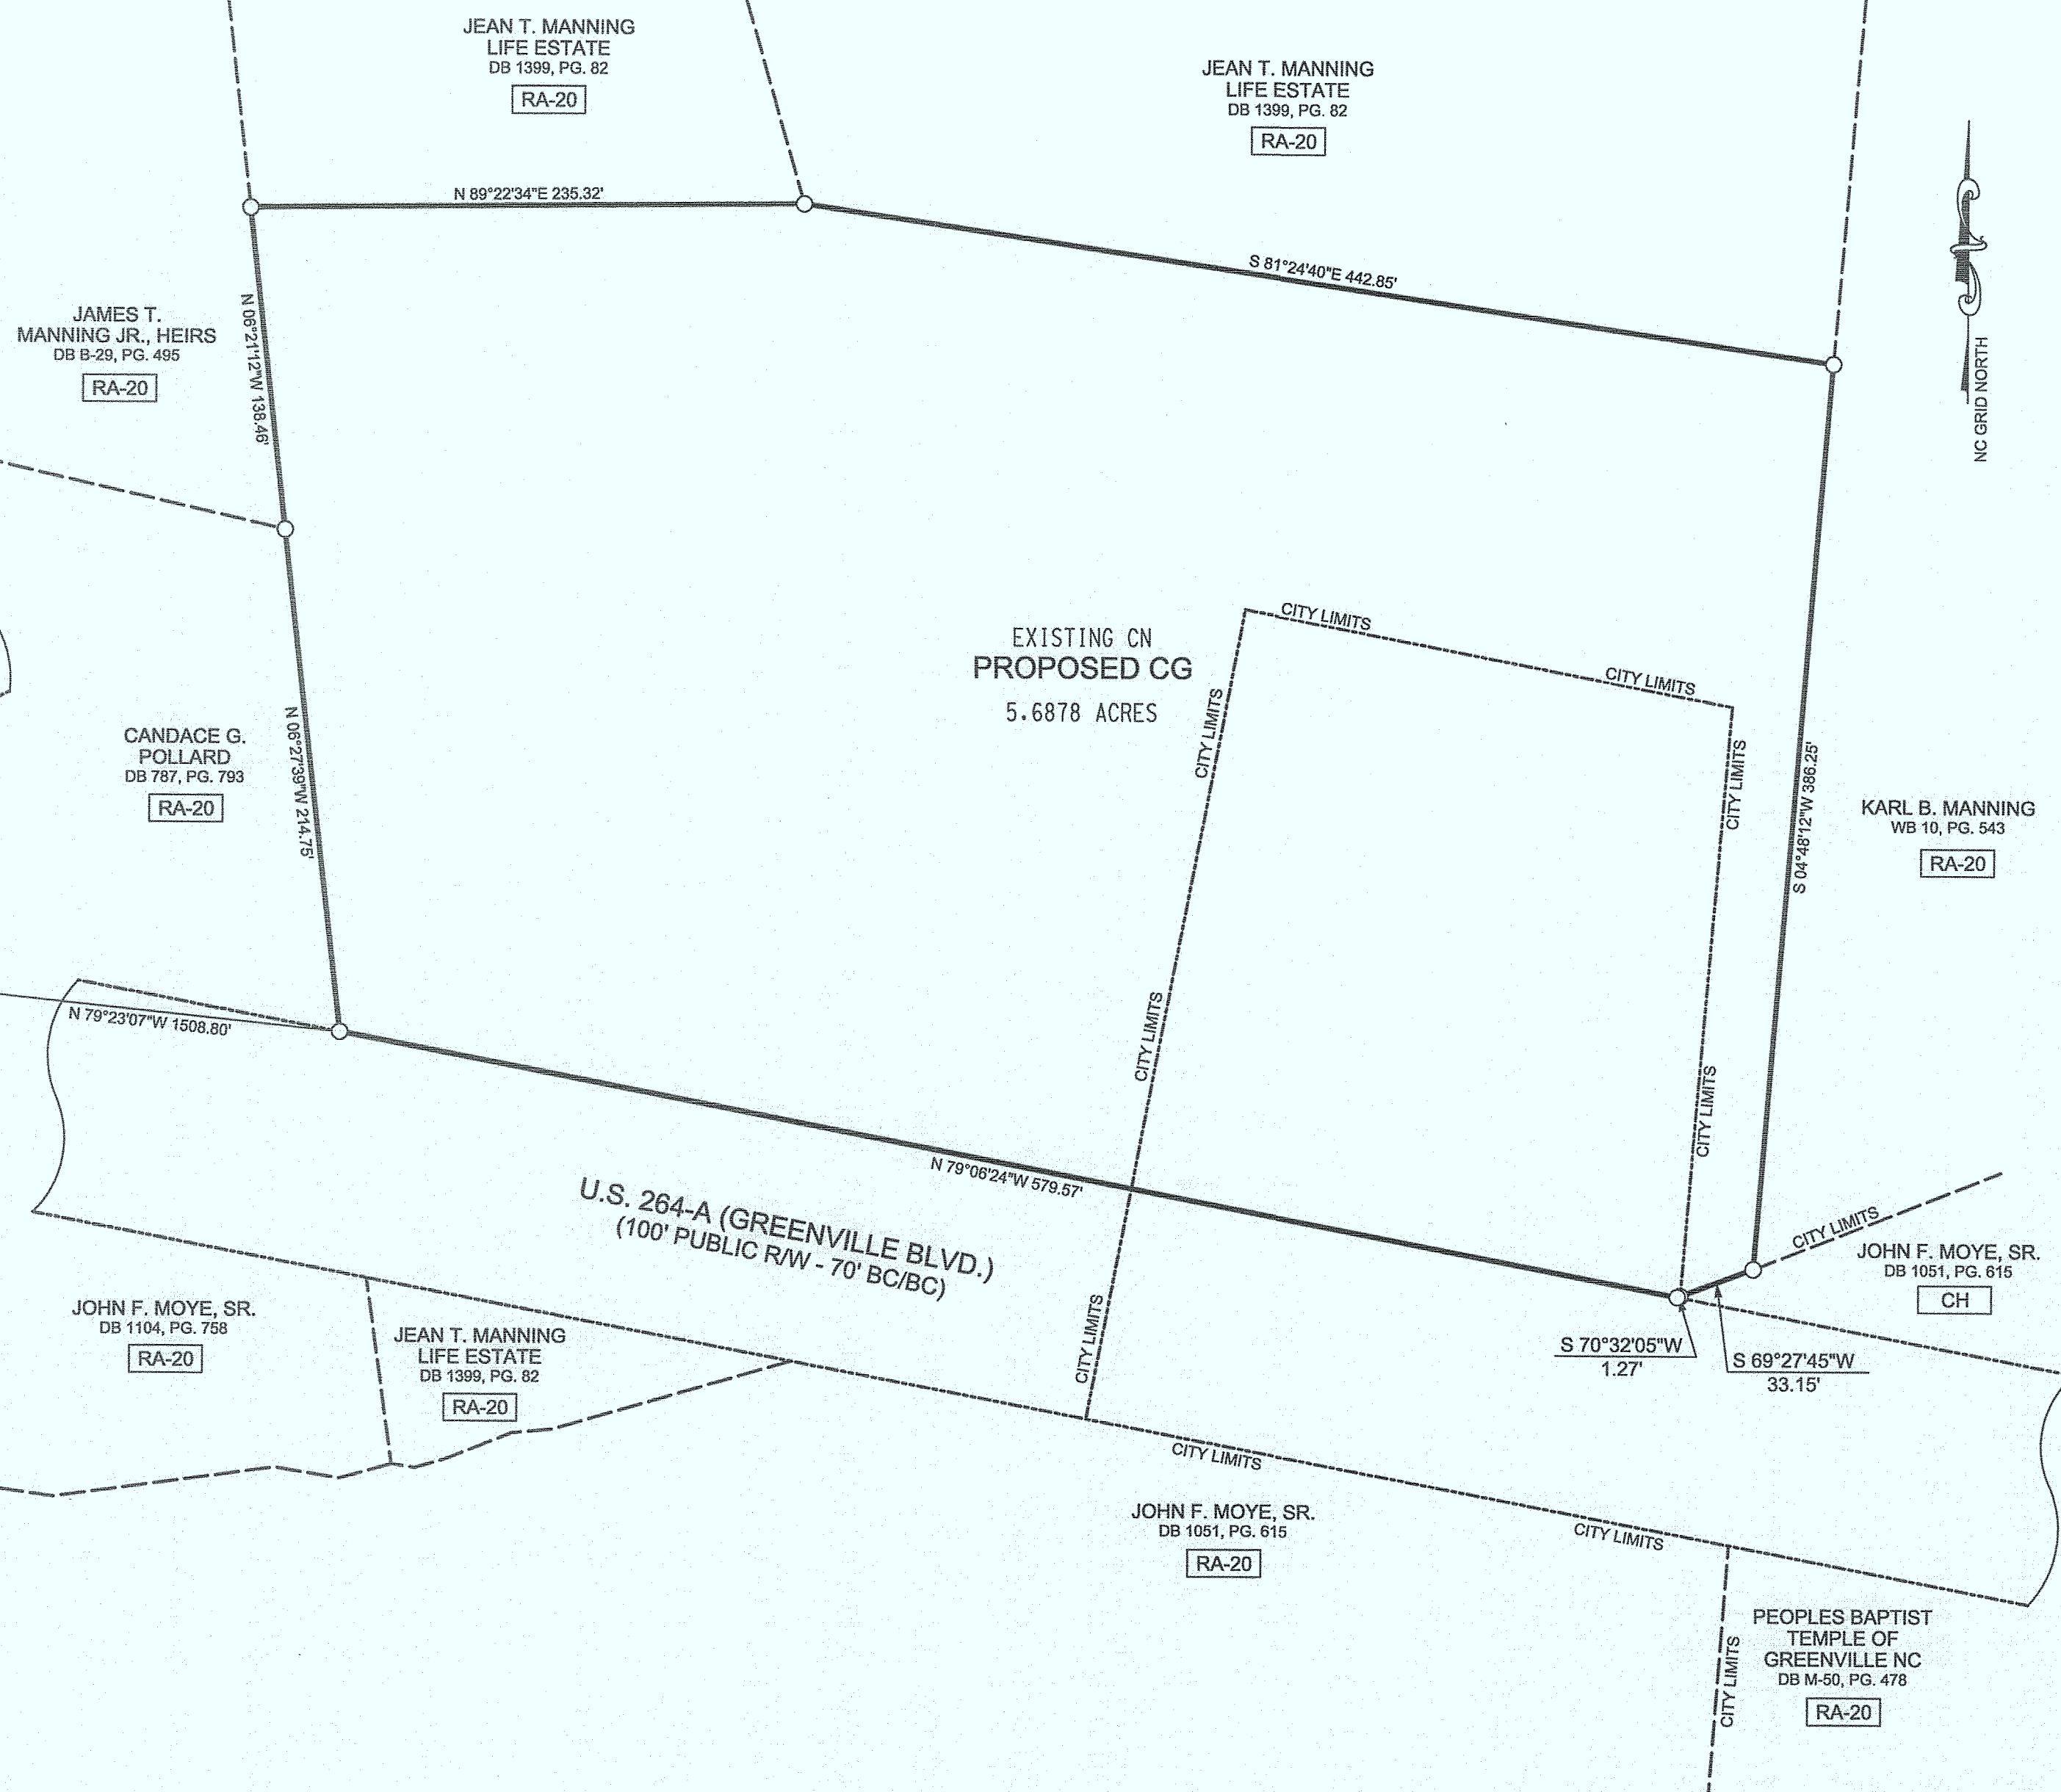 JEAN T. MANNING
LIFE ESTATE
DB 1399, PG. 82
RA-20
JEAN T. MANNING
LIFE ESTATE
DB 1399, PG. 82
RA-20
N 89°22'34"E 235.32'
S 81°24'40"E 442.85'
NC GRID NORTH
JAMES T.
MANNING JR., HEIRS
DB B-29, PG. 495
RA-20
N 06°21'12"W 138.46'
EXISTING CN
PROPOSED CG
5.6878 ACRES
CITY LIMITS
CITY LIMITS
CITY LIMITS
CITY LIMITS
CANDACE G.
POLLARD
DB 787, PG. 793
RA-20
N 06°27'39"W 214.75'
S 04°48'12"W 386.25'
KARL B. MANNING
WB 10, PG. 543
RA-20
N 79°23'07"W 1508.80'
CITY LIMITS
CITY LIMITS
N 79°06'24"W 579.57'
U.S. 264-A (GREENVILLE BLVD.)
(100' PUBLIC R/W - 70' BC/BC)
CITY LIMITS
CITY LIMITS
JOHN F. MOYE, SR.
DB 1051, PG. 615
CH
S 70°32'05"W
1.27'
S 69°27'45"W
33.15'
JOHN F. MOYE, SR.
DB 1104, PG. 758
RA-20
JEAN T. MANNING
LIFE ESTATE
DB 1399, PG. 82
RA-20
CITY LIMITS
CITY LIMITS
JOHN F. MOYE, SR.
DB 1051, PG. 615
RA-20
PEOPLES BAPTIST
TEMPLE OF
GREENVILLE NC
DB M-50, PG. 478
RA-20
CITY LIMITS